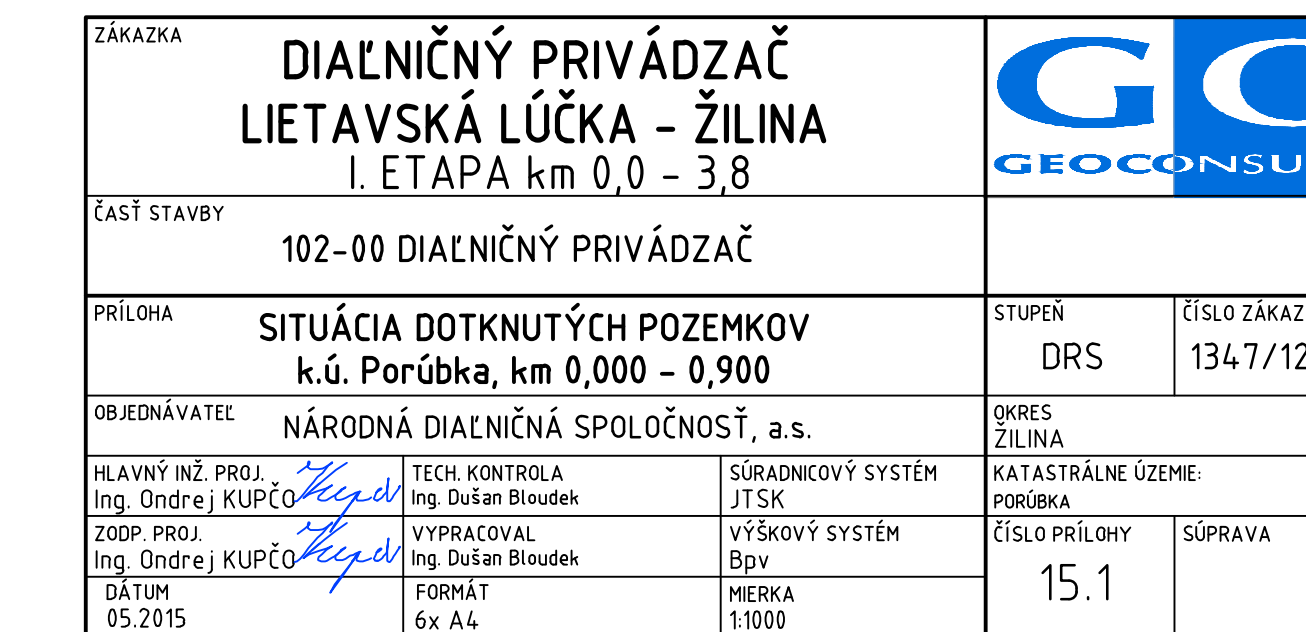 ZÁKAZKA
DIAĽNIČNÝ PRIVÁDZAČ
LIETAVSKÁ LÚČKA - ŽILINA
I. ETAPA km 0,0 - 3,8
GEOCONSU
ČASŤ STAVBY
102-00 DIAĽNIČNÝ PRIVÁDZAČ
PRÍLOHA
SITUÁCIA DOTKNUTÝCH POZEMKOV
k.ú. Porúbka, km 0,000 - 0,900
STUPEŇ
DRS
ČÍSLO ZÁKAZ
1347/12
OBJEDNÁVATEĽ
NÁRODNÁ DIAĽNIČNÁ SPOLOČNOSŤ, a.s.
OKRES
ŽILINA
HLAVNÝ INŽ. PROJ.
Ing. Ondrej KUPČO
TECH. KONTROLA
Ing. Dušan Bloudek
SÚRADNICOVÝ SYSTÉM
JTSK
KATASTRÁLNE ÚZEMIE:
PORÚBKA
ZODP. PROJ.
Ing. Ondrej KUPČO
VYPRACOVAL
Ing. Dušan Bloudek
VÝŠKOVÝ SYSTÉM
Bpv
ČÍSLO PRÍLOHY
15.1
SÚPRAVA
DÁTUM
05.2015
FORMÁT
6x A4
MIERKA
1:1000